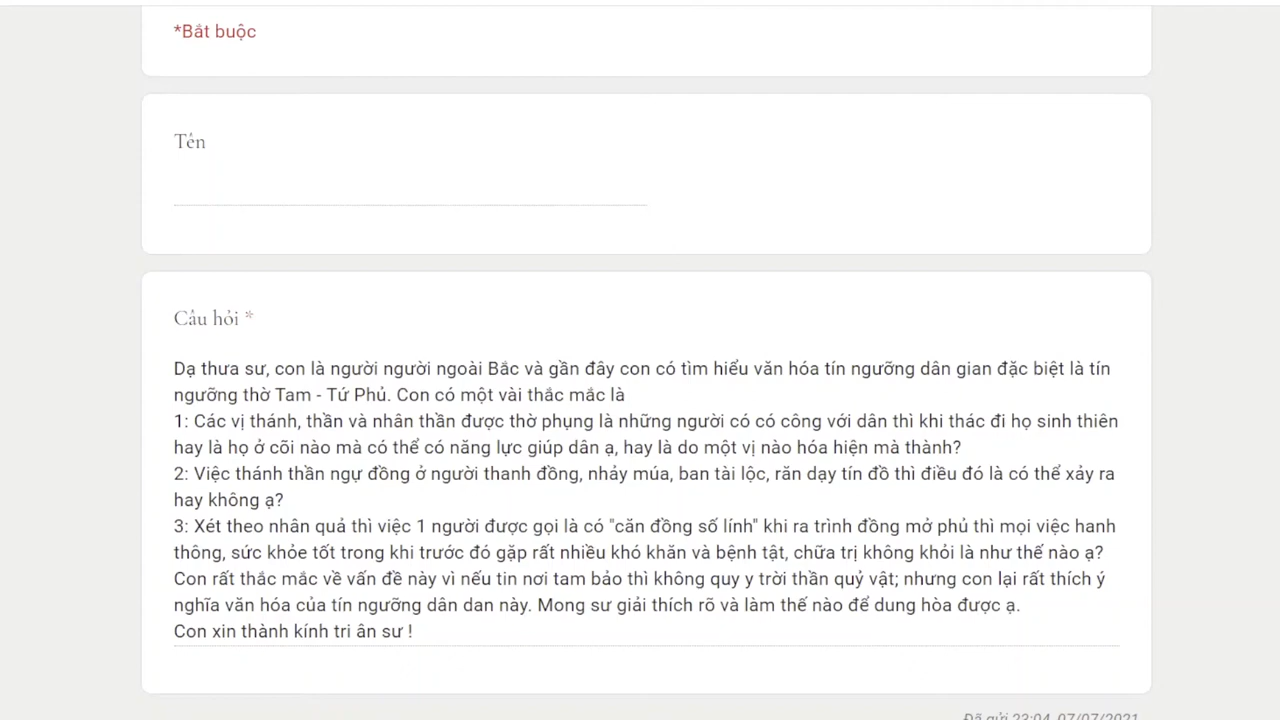 *Bắt buộc
Tên
Câu hỏi *
Dạ thưa sư, con là người người ngoài Bắc và gần đây con có tìm hiểu văn hóa tín ngưỡng dân gian đặc biệt là tín
ngưỡng thờ Tam - Tứ Phủ. Con có một vài thắc mắc là
1: Các vị thánh, thần và nhân thần được thờ phụng là những người có có công với dân thì khi thác đi họ sinh thiên
hay là họ ở cõi nào mà có thể có năng lực giúp dân ạ, hay là do một vị nào hóa hiện mà thành?
2: Việc thánh thần ngự đồng ở người thanh đồng, nhảy múa, ban tài lộc, răn dạy tín đồ thì điều đó là có thể xảy ra
hay không ạ?
3: Xét theo nhân quả thì việc 1 người được gọi là có "căn đồng số lính" khi ra trình đồng mở phủ thì mọi việc hanh
thông, sức khỏe tốt trong khi trước đó gặp rất nhiều khó khăn và bệnh tật, chữa trị không khỏi là như thế nào ạ?
Con rất thắc mắc về vấn đề này vì nếu tin nơi tam bảo thì không quy y trời thần quỷ vật; nhưng con lại rất thích ý
nghĩa văn hóa của tín ngưỡng dân dan này. Mong sư giải thích rõ và làm thế nào để dung hòa được ạ.
Con xin thành kính tri ân sư !
Đã gửi 23:04, 07/07/2021